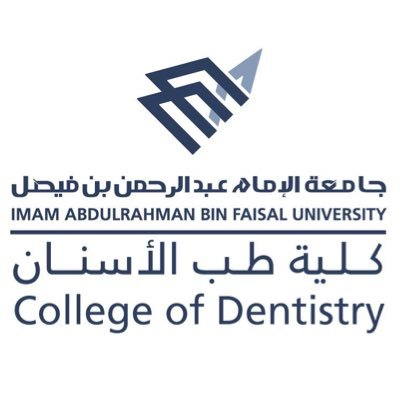 جامعة الإمام عبدالرحمن بن فيصل
IMAM ABDULRAHMAN BIN FAISAL UNIVERSITY
كلية طب الأسنان
College of Dentistry